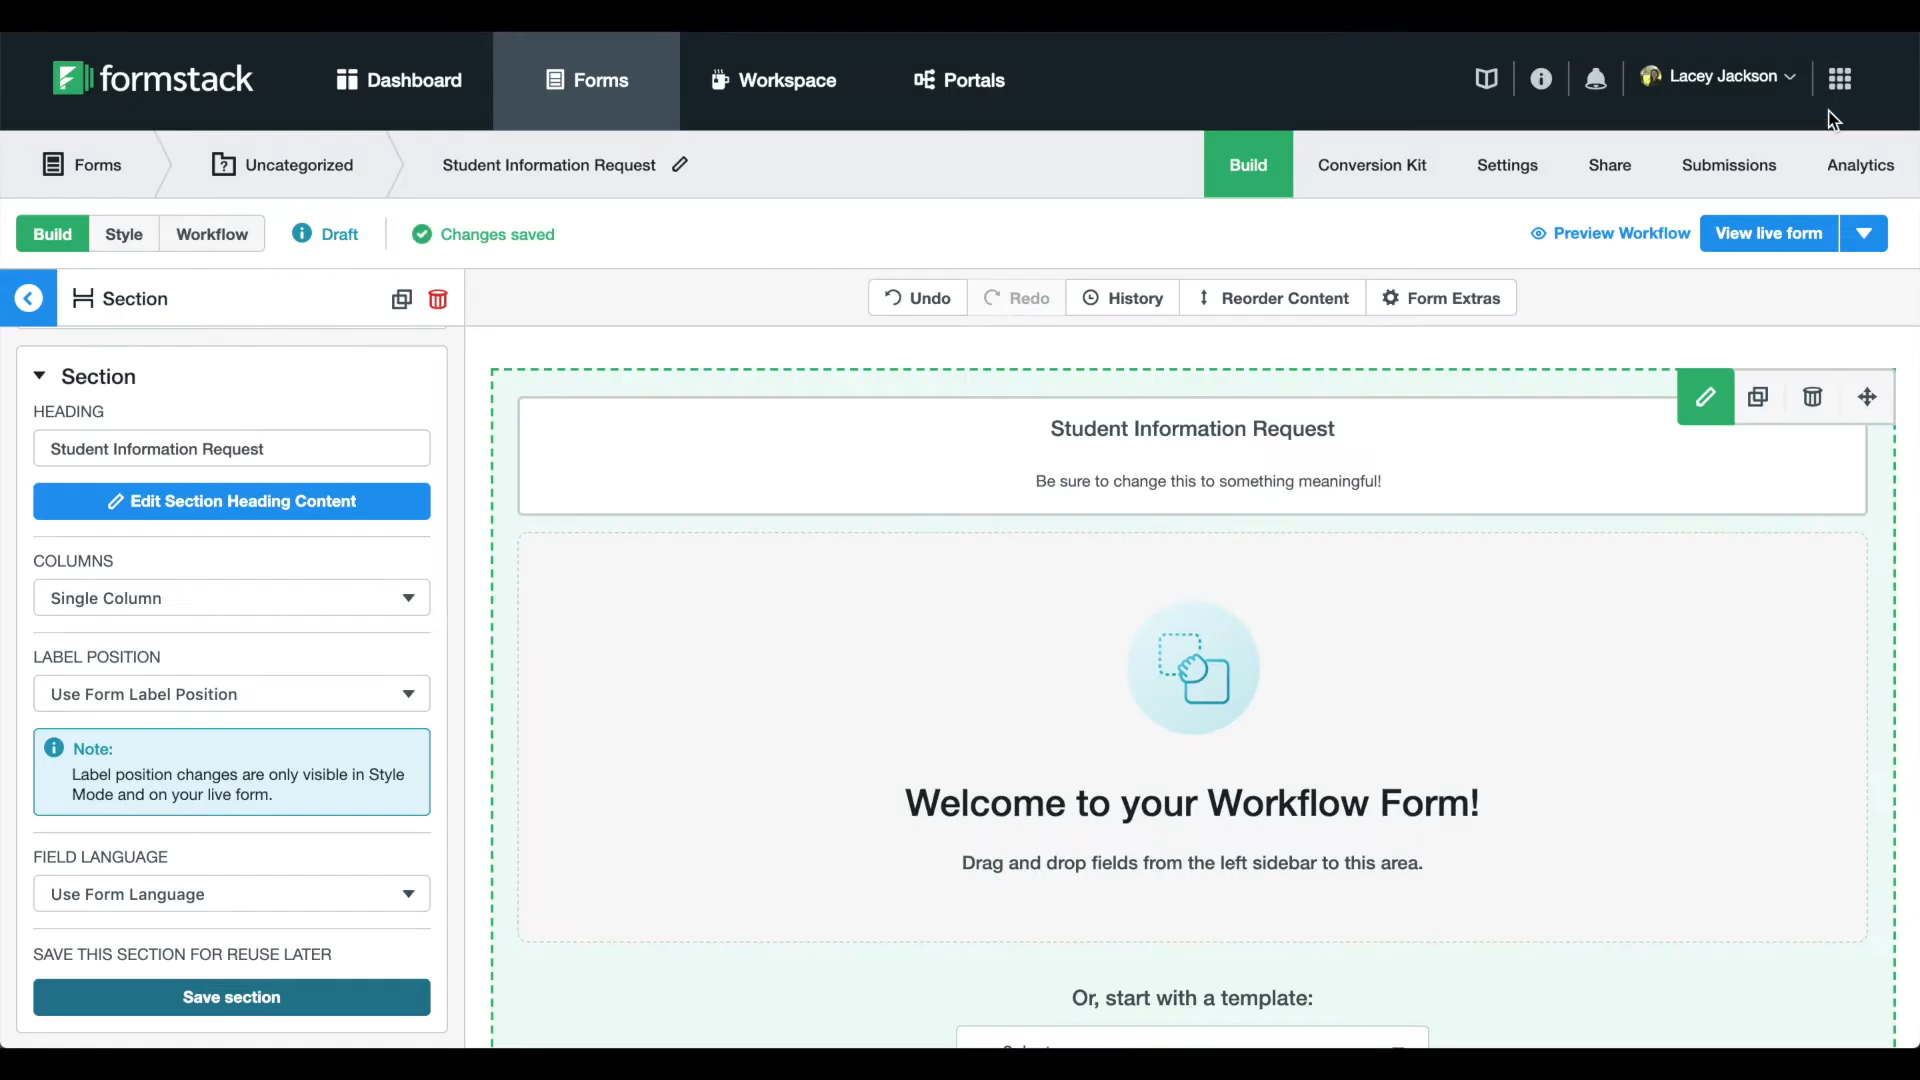 formstack
Dashboard
Forms
Workspace
Portals
Lacey Jackson
Forms
Uncategorized
Student Information Request
Build
Conversion Kit
Settings
Share
Submissions
Analytics
Build
Style
Workflow
Draft
Changes saved
Preview Workflow
View live form
Section
Undo
Redo
History
Reorder Content
Form Extras
Section
HEADING
Student Information Request
Edit Section Heading Content
COLUMNS
Single Column
LABEL POSITION
Use Form Label Position
Note:
Label position changes are only visible in Style
Mode and on your live form.
FIELD LANGUAGE
Use Form Language
SAVE THIS SECTION FOR REUSE LATER
Save section
Student Information Request
Be sure to change this to something meaningful!
Welcome to your Workflow Form!
Drag and drop fields from the left sidebar to this area.
Or, start with a template: